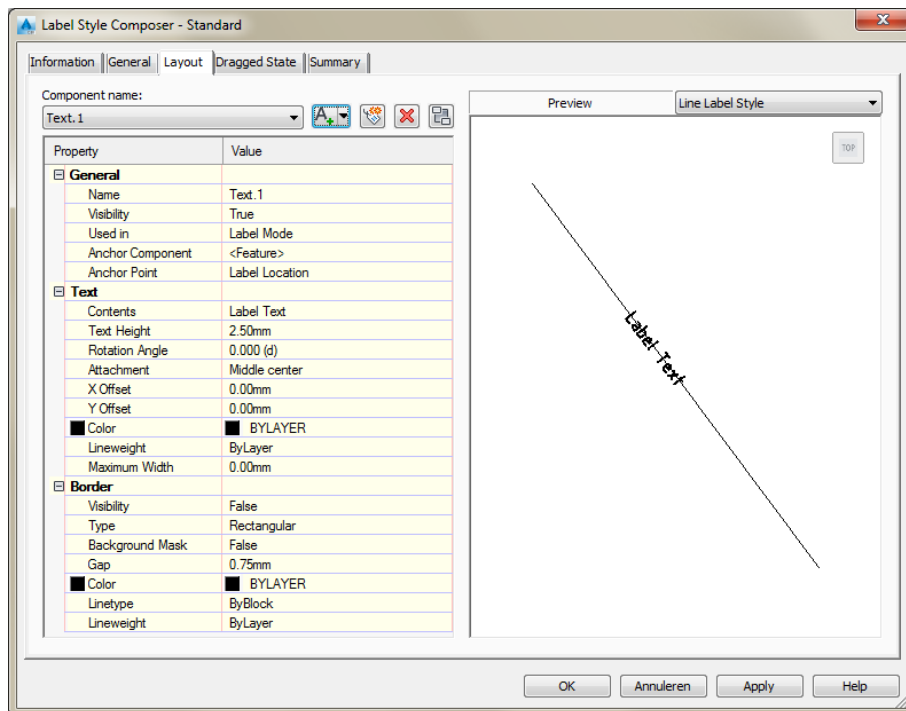 Label Style Composer - Standard
Information General Layout Dragged State Summary
Component name:
Text.1
Preview Line Label Style
TOP
Property Value
General
Name Text.1
Visibility True
Used in Label Mode
Anchor Component <Feature>
Anchor Point Label Location
Text
Contents Label Text
Text Height 2.50mm
Rotation Angle 0.000 (d)
Attachment Middle center
X Offset 0.00mm
Y Offset 0.00mm
Color BYLAYER
Lineweight ByLayer
Maximum Width 0.00mm
Border
Visibility False
Type Rectangular
Background Mask False
Gap 0.75mm
Color BYLAYER
Linetype ByBlock
Lineweight ByLayer
Label Text
OK Annuleren Apply Help